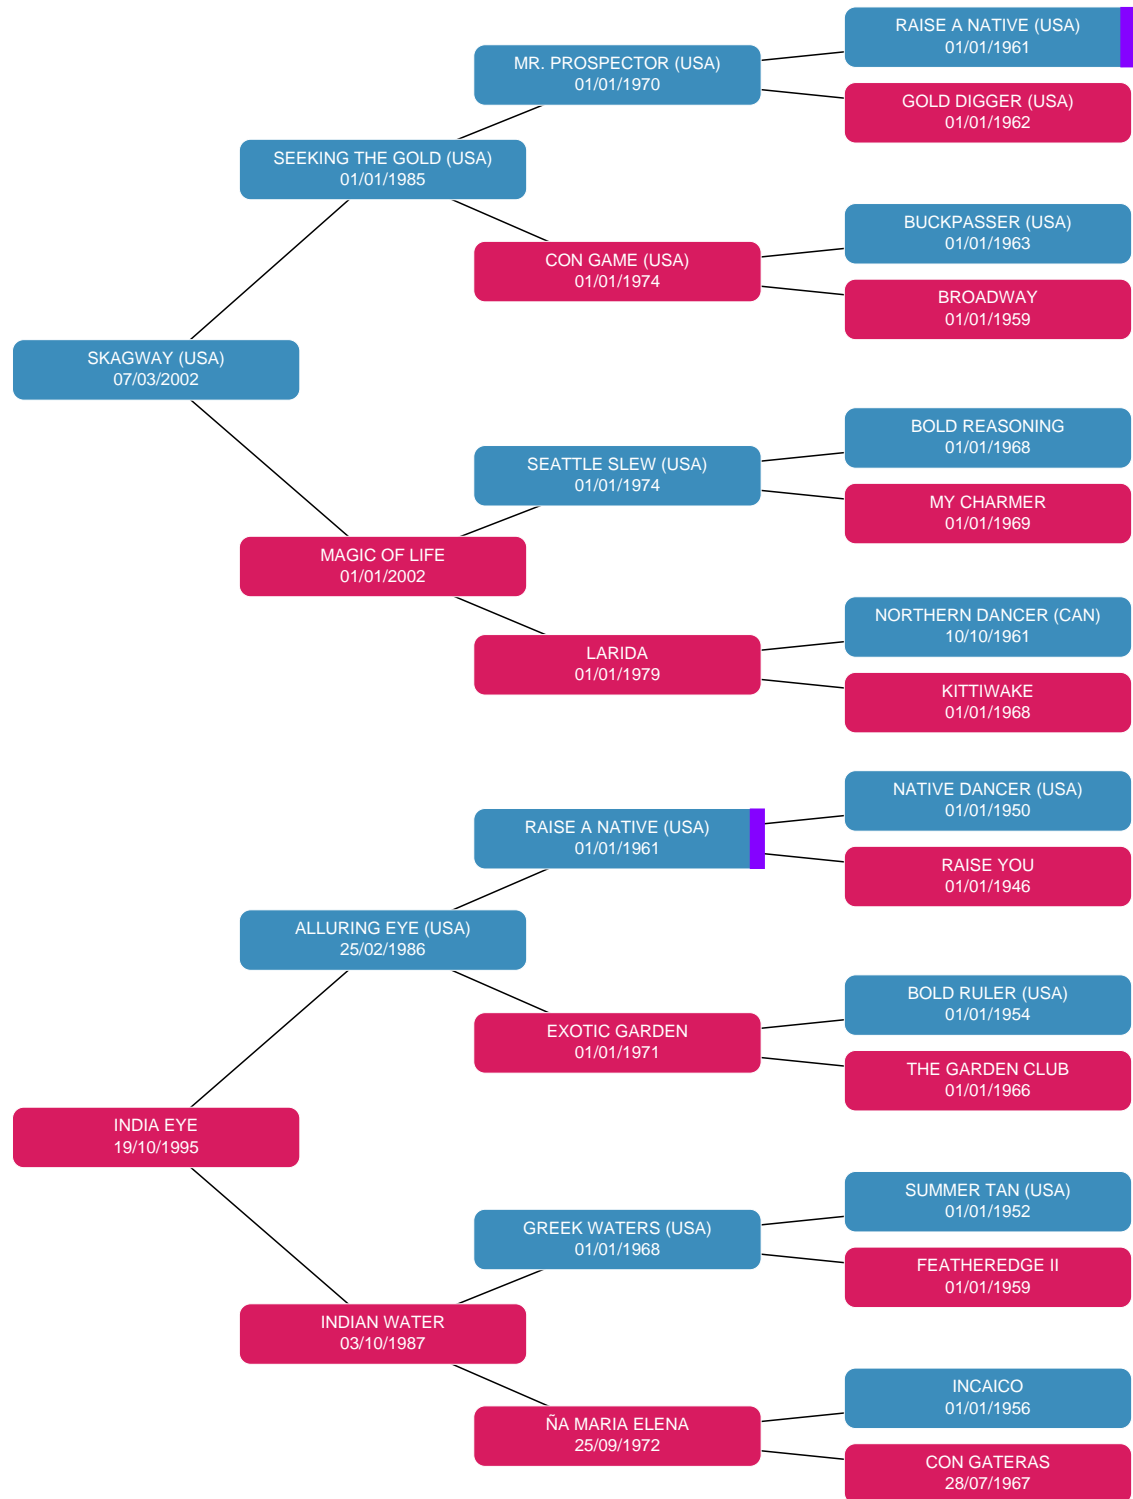 RAISE A NATIVE (USA)
01/01/1961
MR. PROSPECTOR (USA)
01/01/1970
GOLD DIGGER (USA)
01/01/1962
SEEKING THE GOLD (USA)
01/01/1985
BUCKPASSER (USA)
01/01/1963
CON GAME (USA)
01/01/1974
BROADWAY
01/01/1959
SKAGWAY (USA)
07/03/2002
BOLD REASONING
01/01/1968
SEATTLE SLEW (USA)
01/01/1974
MY CHARMER
01/01/1969
MAGIC OF LIFE
01/01/2002
NORTHERN DANCER (CAN)
10/10/1961
LARIDA
01/01/1979
KITTIWAKE
01/01/1968
NATIVE DANCER (USA)
01/01/1950
RAISE A NATIVE (USA)
01/01/1961
RAISE YOU
01/01/1946
ALLURING EYE (USA)
25/02/1986
BOLD RULER (USA)
01/01/1954
EXOTIC GARDEN
01/01/1971
THE GARDEN CLUB
01/01/1966
INDIA EYE
19/10/1995
SUMMER TAN (USA)
01/01/1952
GREEK WATERS (USA)
01/01/1968
FEATHEREDGE II
01/01/1959
INDIAN WATER
03/10/1987
INCAICO
01/01/1956
ÑA MARIA ELENA
25/09/1972
CON GATERAS
28/07/1967